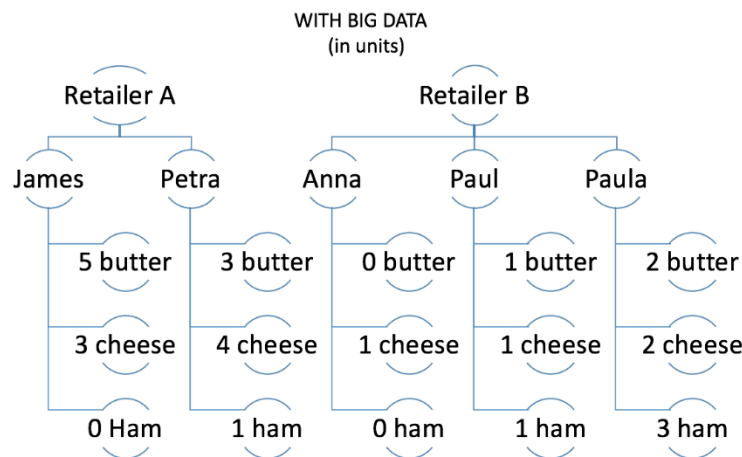 WITH BIG DATA
(in units)
Retailer A
Retailer B
James
Petra
Anna
Paul
Paula
5 butter
3 butter
0 butter
1 butter
2 butter
3 cheese
4 cheese
1 cheese
1 cheese
2 cheese
0 Ham
1 ham
0 ham
1 ham
3 ham